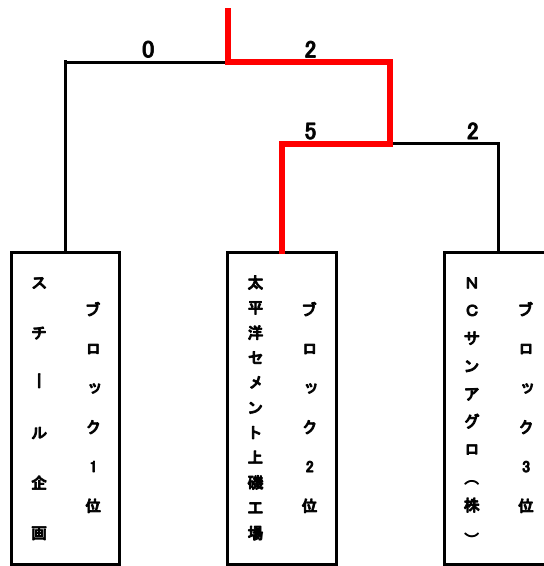 0
2
5
2
スチール企画
ブロック1位
太平洋セメント上磯工場
ブロック2位
NCサンアグロ(株)
ブロック3位